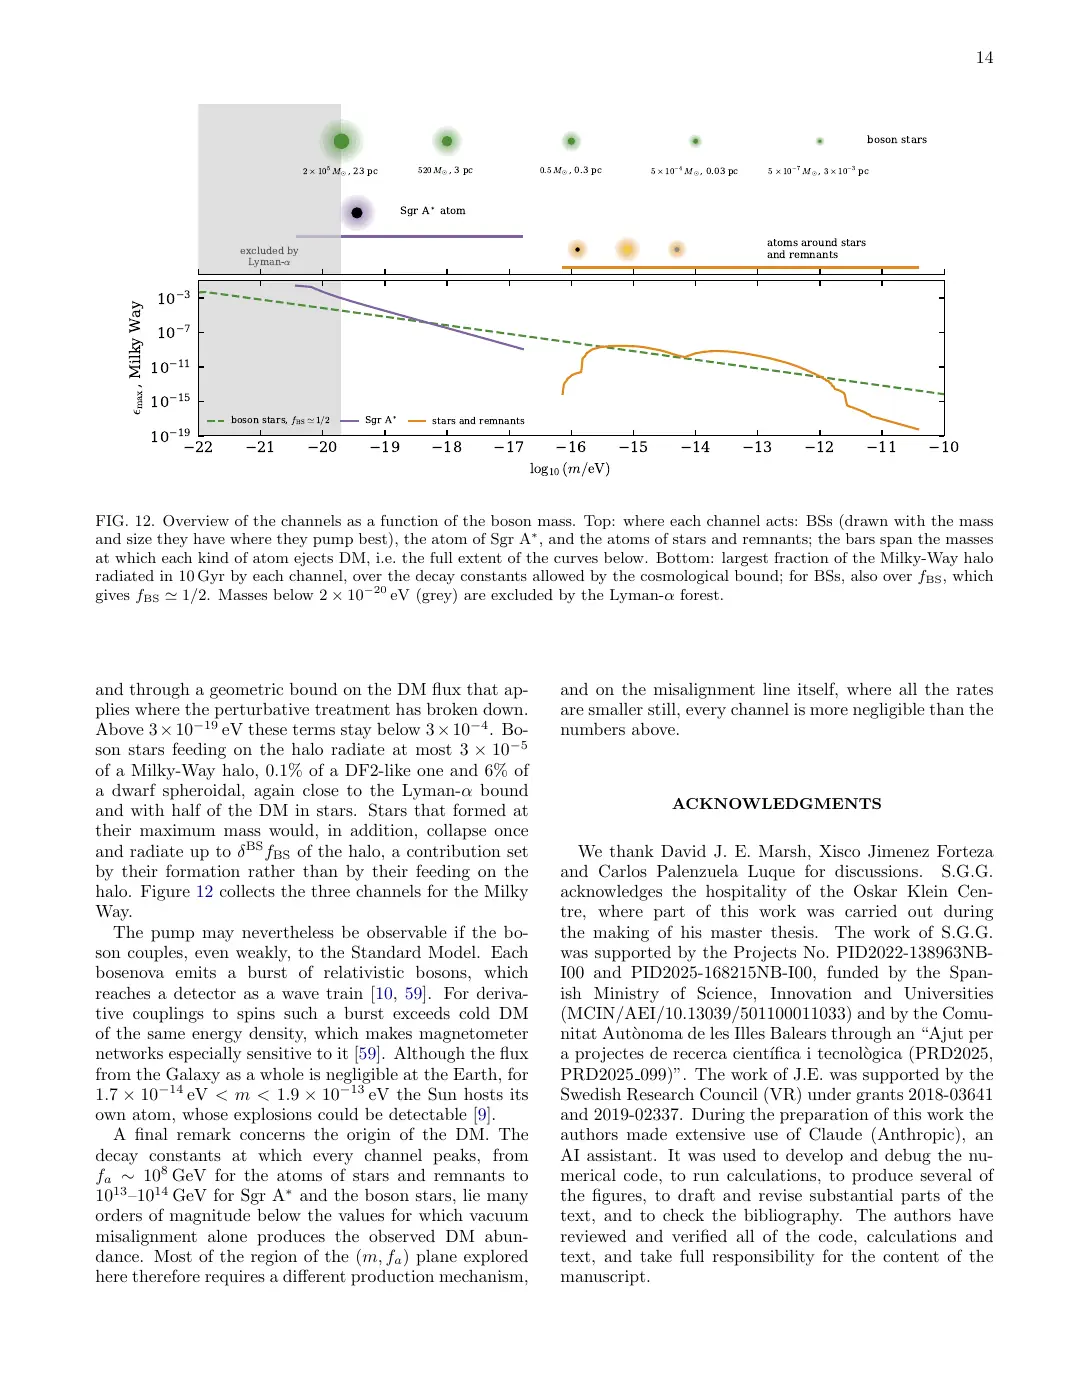 14
boson stars
2 × 10⁵ M☉, 23 pc
520 M☉, 3 pc
0.5 M☉, 0.3 pc
5 × 10⁻⁴ M☉, 0.03 pc
5 × 10⁻⁷ M☉, 3 × 10⁻³ pc
Sgr A* atom
excluded by
Lyman-α
atoms around stars
and remnants
ϵmax, Milky Way
10⁻³
10⁻⁷
10⁻¹¹
10⁻¹⁵
10⁻¹⁹
boson stars, fBS ≃ 1/2
Sgr A*
stars and remnants
−22 −21 −20 −19 −18 −17 −16 −15 −14 −13 −12 −11 −10
log₁₀ (m/eV)
FIG. 12. Overview of the channels as a function of the boson mass. Top: where each channel acts: BSs (drawn with the mass
and size they have where they pump best), the atom of Sgr A*, and the atoms of stars and remnants; the bars span the masses
at which each kind of atom ejects DM, i.e. the full extent of the curves below. Bottom: largest fraction of the Milky-Way halo
radiated in 10 Gyr by each channel, over the decay constants allowed by the cosmological bound; for BSs, also over fBS, which
gives fBS ≃ 1/2. Masses below 2 × 10⁻²⁰ eV (grey) are excluded by the Lyman-α forest.
and through a geometric bound on the DM flux that ap-
plies where the perturbative treatment has broken down.
Above 3 × 10⁻¹⁹ eV these terms stay below 3 × 10⁻⁴. Bo-
son stars feeding on the halo radiate at most 3 × 10⁻⁵
of a Milky-Way halo, 0.1% of a DF2-like one and 6% of
a dwarf spheroidal, again close to the Lyman-α bound
and with half of the DM in stars. Stars that formed at
their maximum mass would, in addition, collapse once
and radiate up to δᴮˢfBS of the halo, a contribution set
by their formation rather than by their feeding on the
halo. Figure 12 collects the three channels for the Milky
Way.
The pump may nevertheless be observable if the bo-
son couples, even weakly, to the Standard Model. Each
bosenova emits a burst of relativistic bosons, which
reaches a detector as a wave train [10, 59]. For deriva-
tive couplings to spins such a burst exceeds cold DM
of the same energy density, which makes magnetometer
networks especially sensitive to it [59]. Although the flux
from the Galaxy as a whole is negligible at the Earth, for
1.7 × 10⁻¹⁴ eV < m < 1.9 × 10⁻¹³ eV the Sun hosts its
own atom, whose explosions could be detectable [9].
A final remark concerns the origin of the DM. The
decay constants at which every channel peaks, from
fa ∼ 10⁸ GeV for the atoms of stars and remnants to
10¹³–10¹⁴ GeV for Sgr A* and the boson stars, lie many
orders of magnitude below the values for which vacuum
misalignment alone produces the observed DM abun-
dance. Most of the region of the (m, fa) plane explored
here therefore requires a different production mechanism,
and on the misalignment line itself, where all the rates
are smaller still, every channel is more negligible than the
numbers above.
ACKNOWLEDGMENTS
We thank David J. E. Marsh, Xisco Jimenez Forteza
and Carlos Palenzuela Luque for discussions. S.G.G.
acknowledges the hospitality of the Oskar Klein Cen-
tre, where part of this work was carried out during
the making of his master thesis. The work of S.G.G.
was supported by the Projects No. PID2022-138963NB-
I00 and PID2025-168215NB-I00, funded by the Span-
ish Ministry of Science, Innovation and Universities
(MCIN/AEI/10.13039/501100011033) and by the Comu-
nitat Autònoma de les Illes Balears through an “Ajut per
a projectes de recerca científica i tecnològica (PRD2025,
PRD2025_099)”. The work of J.E. was supported by the
Swedish Research Council (VR) under grants 2018-03641
and 2019-02337. During the preparation of this work the
authors made extensive use of Claude (Anthropic), an
AI assistant. It was used to develop and debug the nu-
merical code, to run calculations, to produce several of
the figures, to draft and revise substantial parts of the
text, and to check the bibliography. The authors have
reviewed and verified all of the code, calculations and
text, and take full responsibility for the content of the
manuscript.